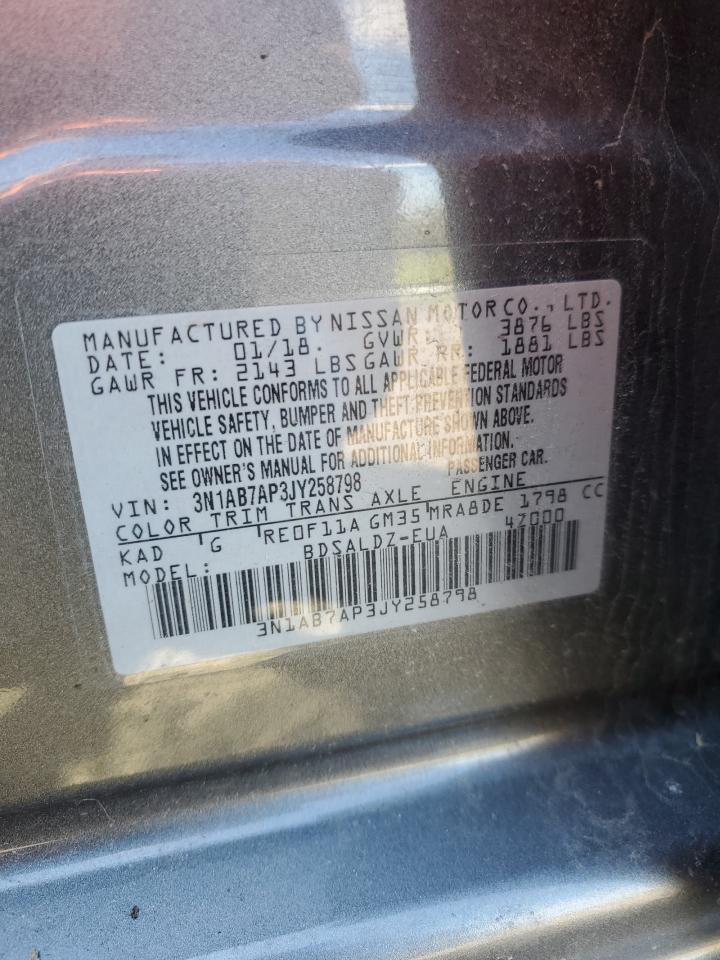 MANUFACTURED BY NISSAN MOTOR CO., LTD.
DATE: 01/18. GVWR: 3876 LBS
GAWR FR: 2143 LBS GAWR RR: 1881 LBS
THIS VEHICLE CONFORMS TO ALL APPLICABLE FEDERAL MOTOR
VEHICLE SAFETY, BUMPER AND THEFT PREVENTION STANDARDS
IN EFFECT ON THE DATE OF MANUFACTURE SHOWN ABOVE.
SEE OWNER'S MANUAL FOR ADDITIONAL INFORMATION.
PASSENGER CAR.
VIN: 3N1AB7AP3JY258798
COLOR TRIM TRANS AXLE ENGINE
KAD G RE0F11A GM35 MRA8DE 1798 CC
MODEL: BDSALDZ-EUA 47000
3N1AB7AP3JY258798